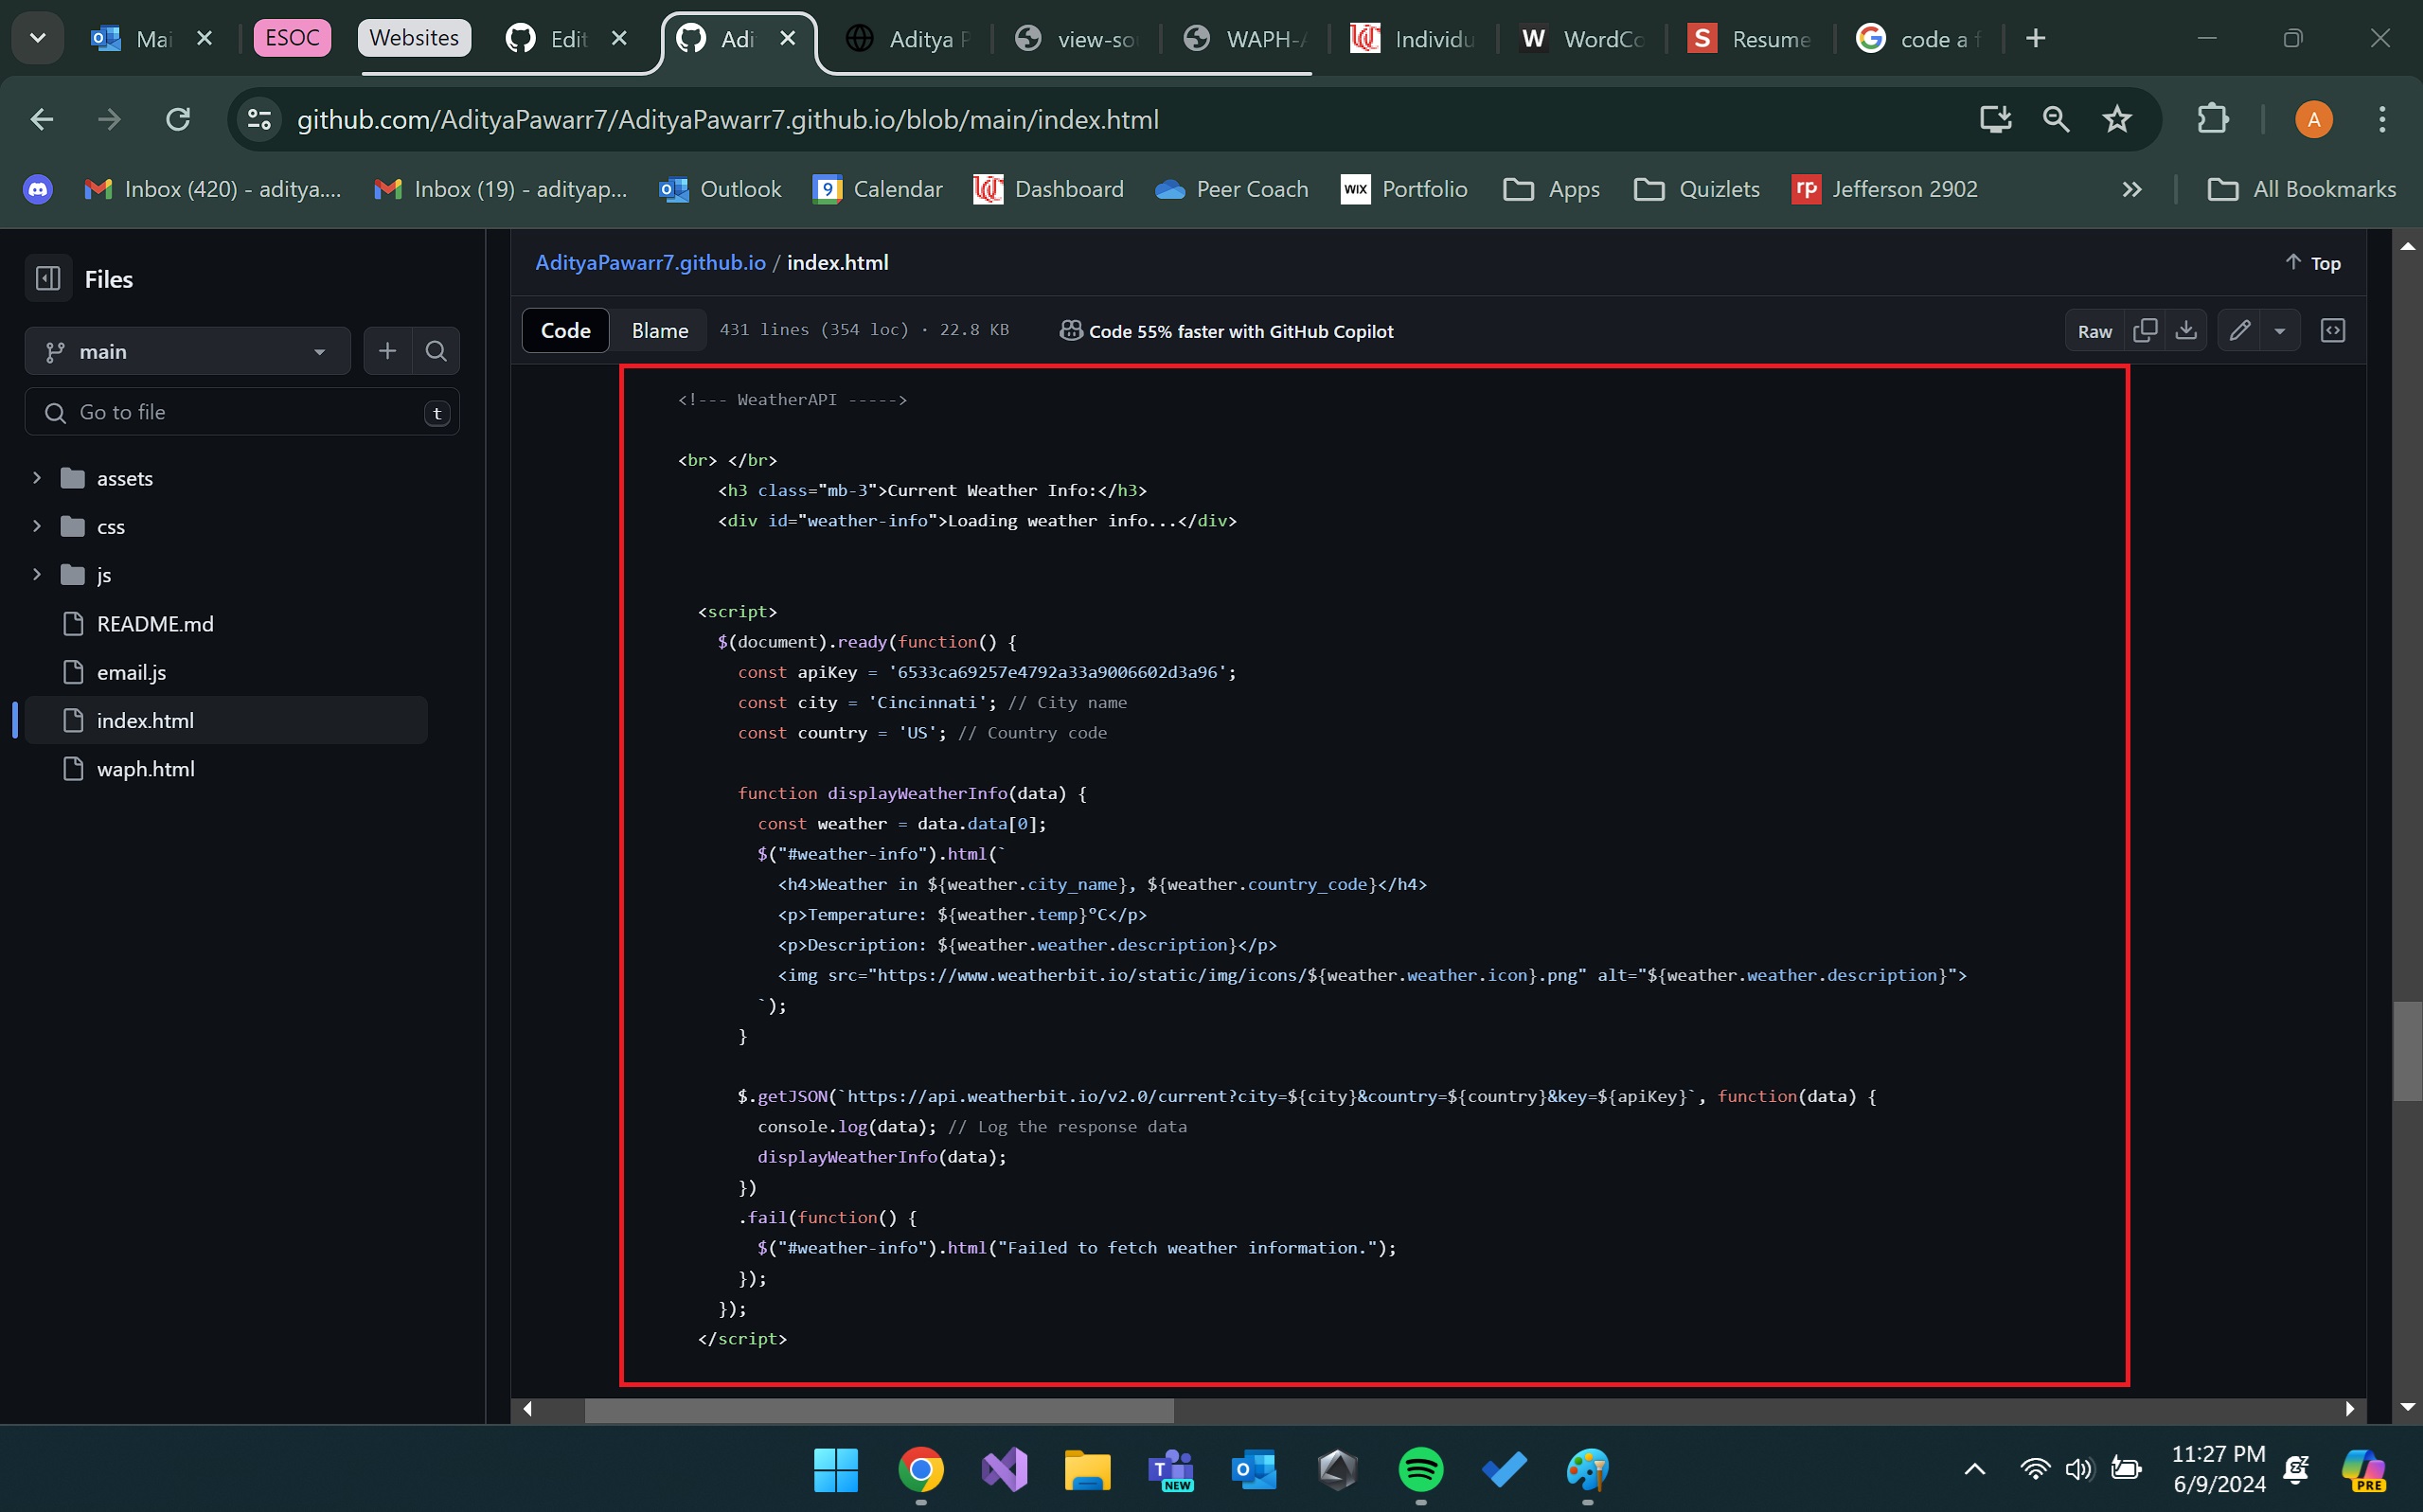 Mai
ESOC
Websites
Edit
Adi
Aditya P
view-so
WAPH-
Individu
W WordCo
S Resume
code a f
github.com/AdityaPawarr7/AdityaPawarr7.github.io/blob/main/index.html
A
Inbox (420) - aditya....
Inbox (19) - adityap...
Outlook
9 Calendar
Dashboard
Peer Coach
WIX Portfolio
Apps
Quizlets
rp Jefferson 2902
All Bookmarks
Files
AdityaPawarr7.github.io / index.html
Top
Code Blame 431 lines (354 loc) · 22.8 KB Code 55% faster with GitHub Copilot
Raw
main
Go to file t
assets
css
js
README.md
email.js
index.html
waph.html
<!--- WeatherAPI ----->
<br> </br>
<h3 class="mb-3">Current Weather Info:</h3>
<div id="weather-info">Loading weather info...</div>
<script>
$(document).ready(function() {
const apiKey = '6533ca69257e4792a33a9006602d3a96';
const city = 'Cincinnati'; // City name
const country = 'US'; // Country code
function displayWeatherInfo(data) {
const weather = data.data[0];
$("#weather-info").html(`
<h4>Weather in ${weather.city_name}, ${weather.country_code}</h4>
<p>Temperature: ${weather.temp}°C</p>
<p>Description: ${weather.weather.description}</p>
<img src="https://www.weatherbit.io/static/img/icons/${weather.weather.icon}.png" alt="${weather.weather.description}">
`);
}
$.getJSON(`https://api.weatherbit.io/v2.0/current?city=${city}&country=${country}&key=${apiKey}`, function(data) {
console.log(data); // Log the response data
displayWeatherInfo(data);
})
.fail(function() {
$("#weather-info").html("Failed to fetch weather information.");
});
});
</script>
T NEW
11:27 PM
6/9/2024
PRE